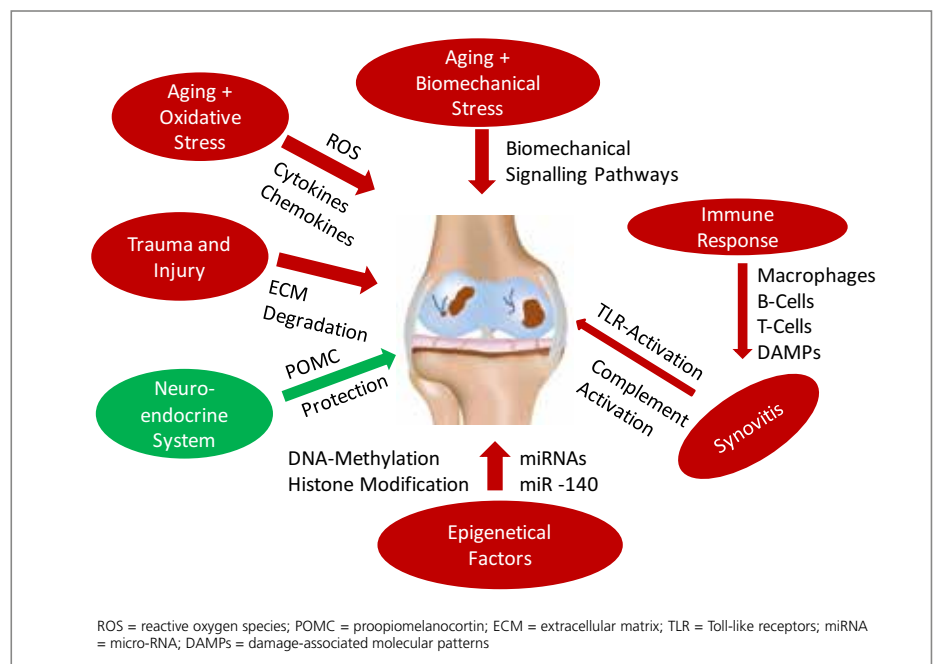 Aging +
Oxidative
Stress
ROS
Cytokines
Chemokines
Aging +
Biomechanical
Stress
Biomechanical
Signalling Pathways
Immune
Response
Macrophages
B-Cells
T-Cells
DAMPs
Synovitis
TLR-Activation
Complement
Activation
Trauma and
Injury
ECM
Degradation
Neuro-
endocrine
System
POMC
Protection
DNA-Methylation
Histone Modification
miRNAs
miR -140
Epigenetical
Factors
ROS = reactive oxygen species; POMC = proopiomelanocortin; ECM = extracellular matrix; TLR = Toll-like receptors; miRNA
= micro-RNA; DAMPs = damage-associated molecular patterns